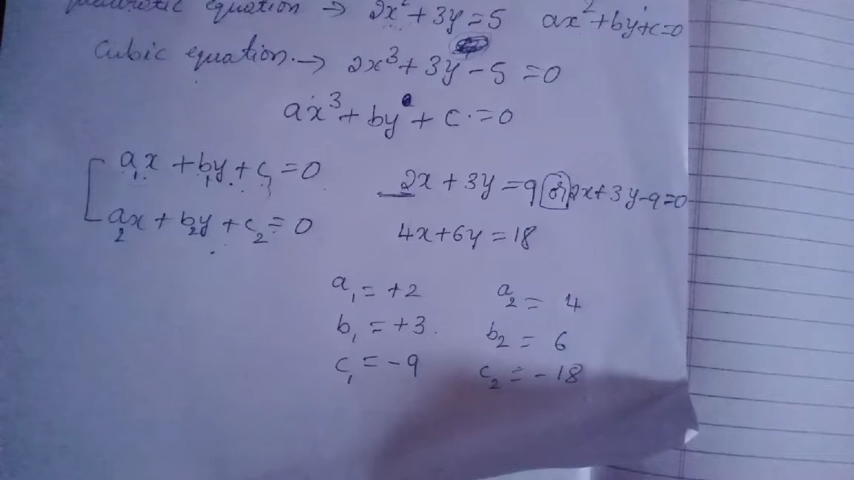 equation → 2x² + 3y = 5 ax² + by + c = 0
Cubic equation. → 2x³ + 3y - 5 = 0
ax³ + by + c = 0
a₁x + b₁y + c₁ = 0
a₂x + b₂y + c₂ = 0
2x + 3y = 9 or 2x + 3y - 9 = 0
4x + 6y = 18
a₁ = +2 a₂ = 4
b₁ = +3 b₂ = 6
c₁ = -9 c₂ = -18